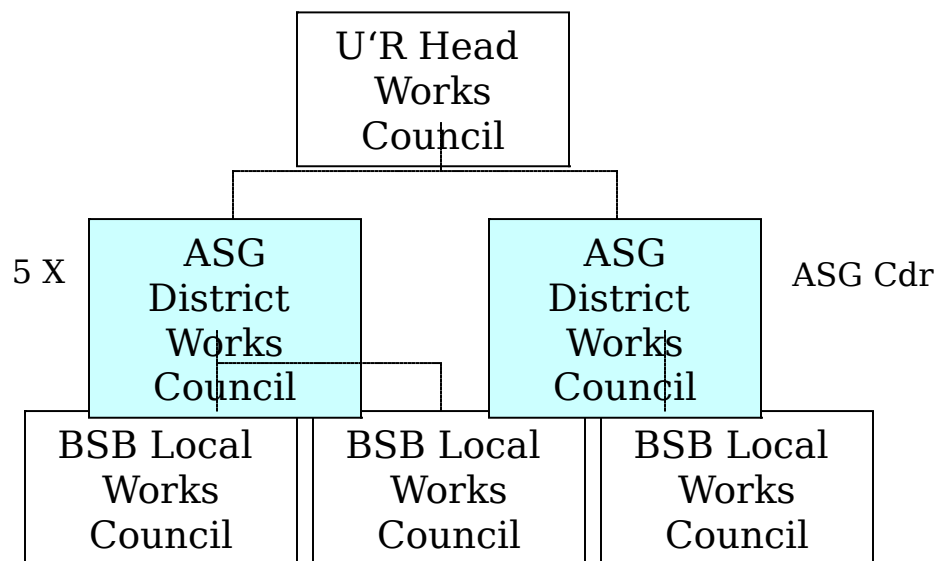 U‘R Head
Works
Council
5 X
ASG
District
Works
Council
ASG
District
Works
Council
ASG Cdr
BSB Local
Works
Council
BSB Local
Works
Council
BSB Local
Works
Council